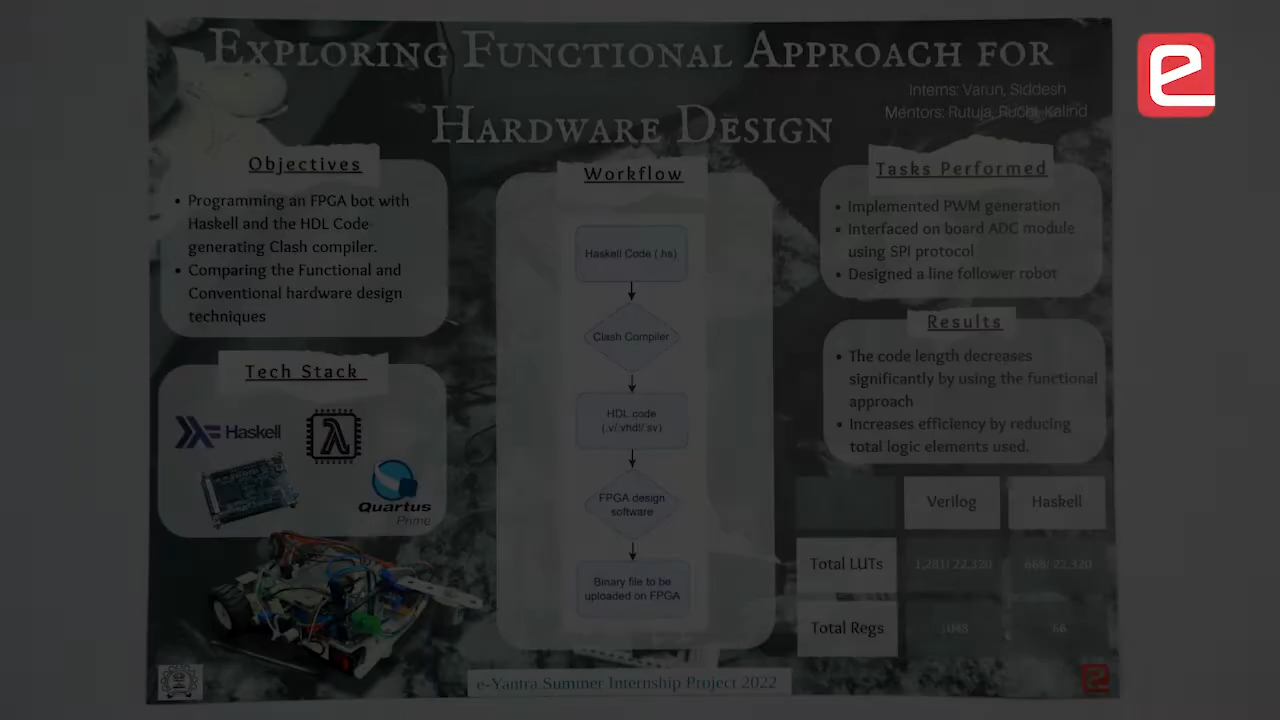 Exploring Functional Approach for
Hardware Design
Interns: Varun, Siddesh
Mentors: Rutuja, Ruchi, Kalind
Objectives
• Programming an FPGA bot with
Haskell and the HDL Code
generating Clash compiler.
• Comparing the Functional and
Conventional hardware design
techniques
Tech Stack
Haskell
λ
Quartus
Prime
Workflow
Haskell Code (.hs)
Clash Compiler
HDL code
(.v/.vhdl/.sv)
FPGA design
software
Binary file to be
uploaded on FPGA
Tasks Performed
• Implemented PWM generation
• Interfaced on board ADC module
using SPI protocol
• Designed a line follower robot
Results
• The code length decreases
significantly by using the functional
approach
• Increases efficiency by reducing
total logic elements used.
Verilog Haskell
Total LUTs 1,281/ 22,320 668/ 22,320
Total Regs 1048 66
e-Yantra Summer Internship Project 2022